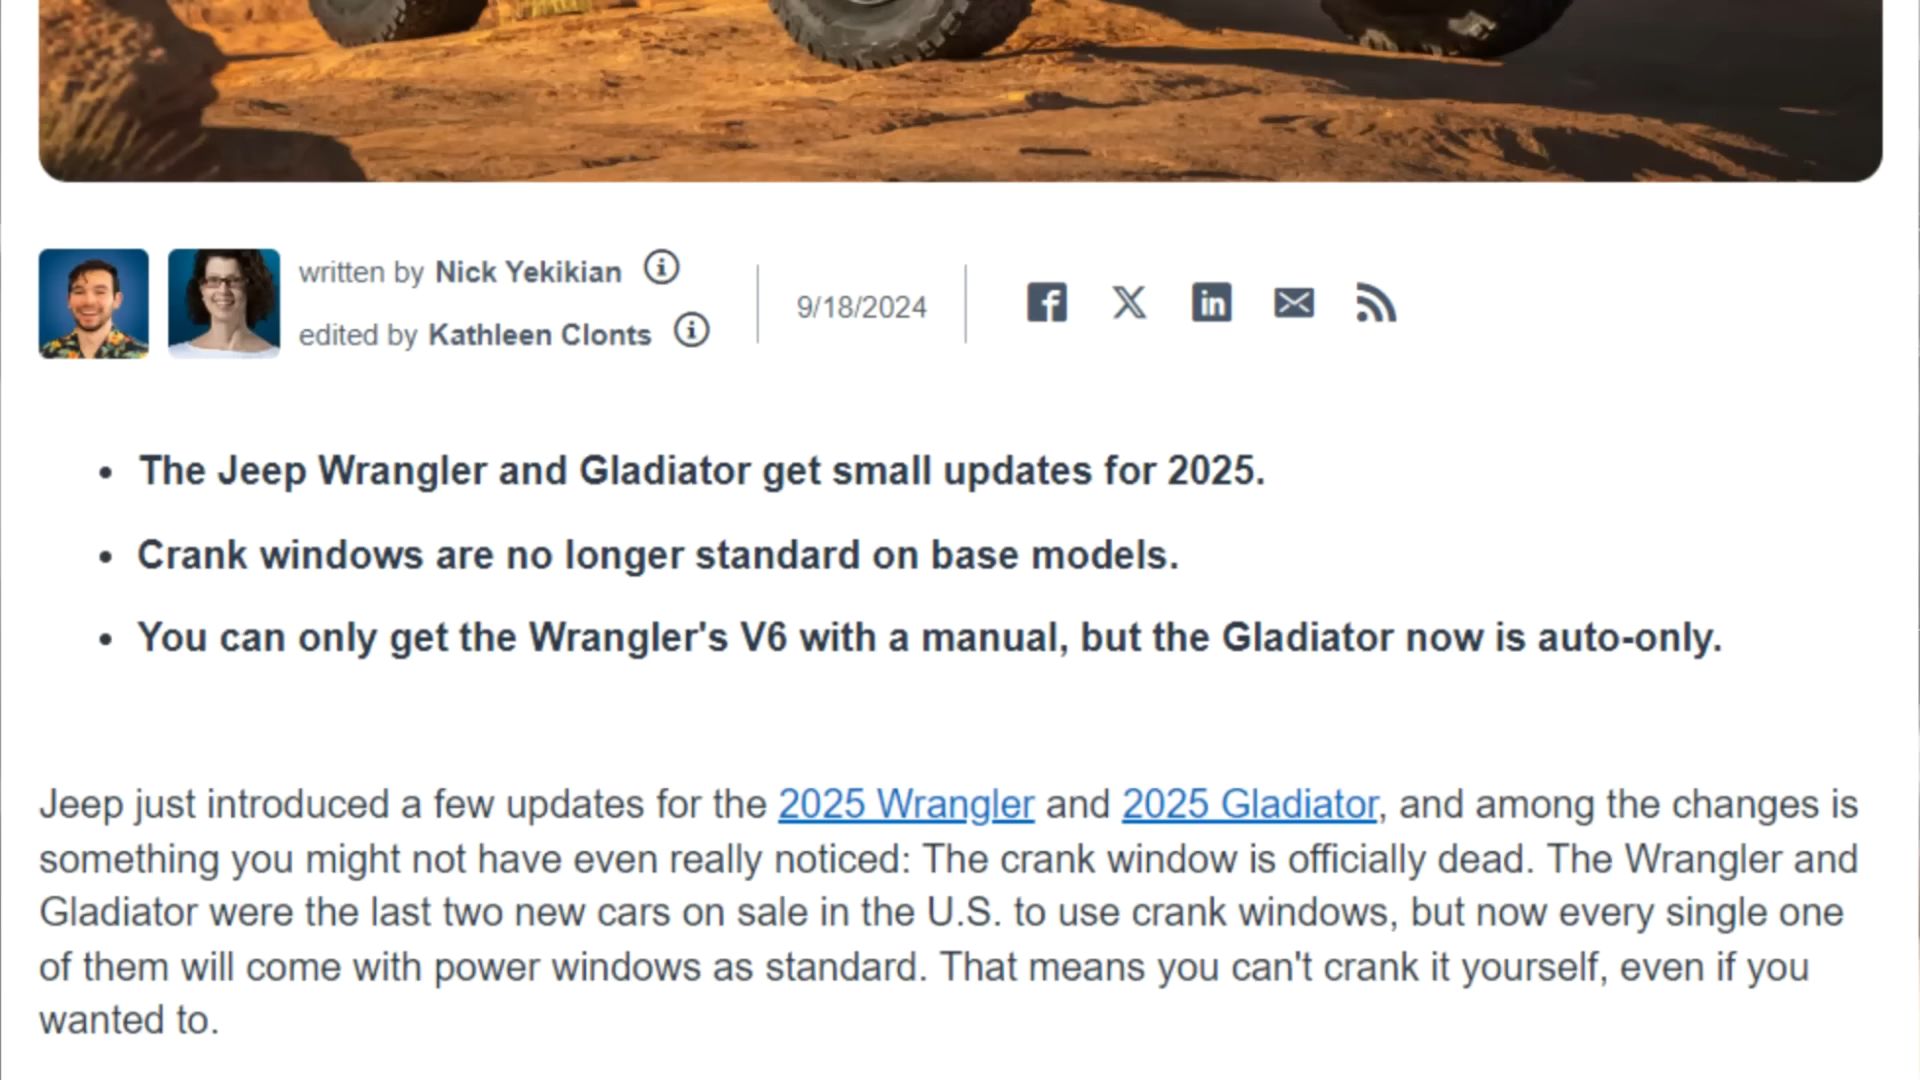 written by Nick Yekikian
edited by Kathleen Clonts
9/18/2024
• The Jeep Wrangler and Gladiator get small updates for 2025.
• Crank windows are no longer standard on base models.
• You can only get the Wrangler's V6 with a manual, but the Gladiator now is auto-only.
Jeep just introduced a few updates for the 2025 Wrangler and 2025 Gladiator, and among the changes is
something you might not have even really noticed: The crank window is officially dead. The Wrangler and
Gladiator were the last two new cars on sale in the U.S. to use crank windows, but now every single one
of them will come with power windows as standard. That means you can't crank it yourself, even if you
wanted to.